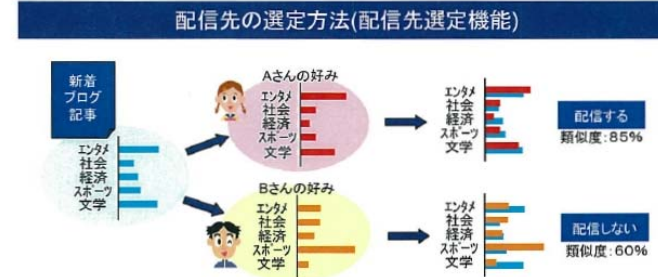 配信先の選定方法(配信先選定機能)
新着
ブログ
記事
エンタメ
社会
経済
スポーツ
文学
Aさんの好み
エンタメ
社会
経済
スポーツ
文学
エンタメ
社会
経済
スポーツ
文学
配信する
類似度:85%
Bさんの好み
エンタメ
社会
経済
スポーツ
文学
エンタメ
社会
経済
スポーツ
文学
配信しない
類似度:60%